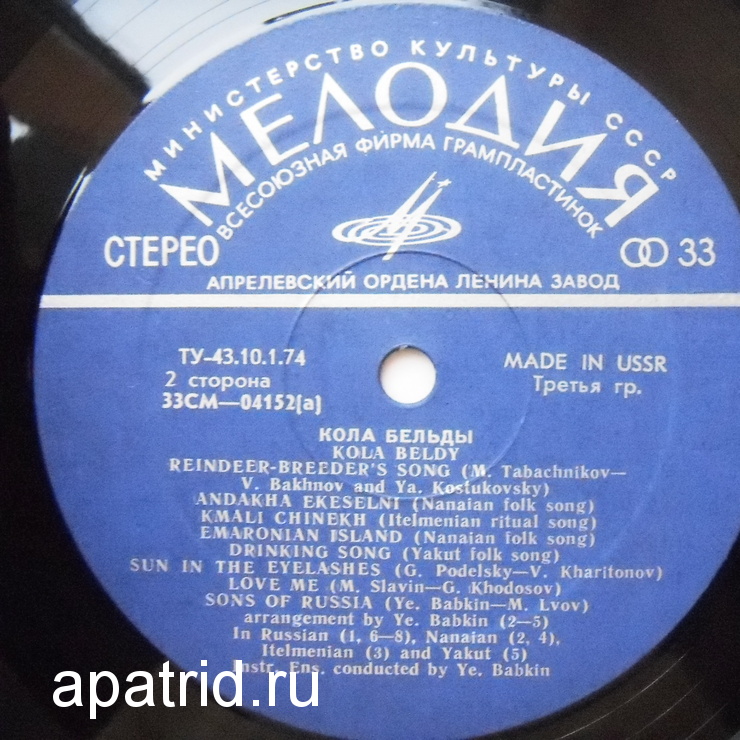 МИНИСТЕРСТВО КУЛЬТУРЫ СССР
МЕЛОДИЯ
ВСЕСОЮЗНАЯ ФИРМА ГРАМПЛАСТИНОК
СТЕРЕО
33
АПРЕЛЕВСКИЙ ОРДЕНА ЛЕНИНА ЗАВОД
ТУ-43.10.1.74
2 сторона
33СМ—04152(а)
MADE IN USSR
Третья гр.
КОЛА БЕЛЬДЫ
KOLA BELDY
REINDEER-BREEDER'S SONG (M. Tabachnikov—
V. Bakhnov and Ya. Kostukovsky)
ANDAKHA EKESELNI (Nanaian folk song)
KMALI CHINEKH (Itelmenian ritual song)
EMARONIAN ISLAND (Nanaian folk song)
DRINKING SONG (Yakut folk song)
SUN IN THE EYELASHES (G. Podelsky—V. Kharitonov)
LOVE ME (M. Slavin—G. Khodosov)
SONS OF RUSSIA (Ye. Babkin—M. Lvov)
arrangement by Ye. Babkin (2—5)
In Russian (1, 6—8), Nanaian (2, 4),
Itelmenian (3) and Yakut (5)
Instr. Ens. conducted by Ye. Babkin
apatrid.ru